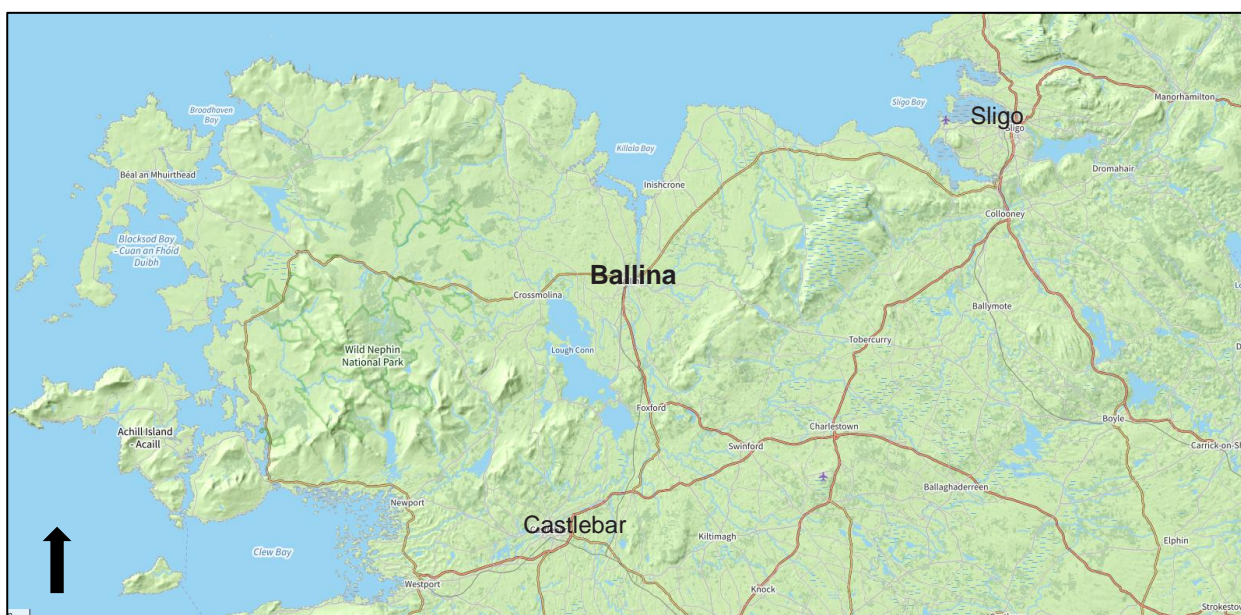 Manorhamilton
Sligo Bay
Sligo
Sligo
Broadhaven
Bay
Killala Bay
Dromahair
Béal an Mhuirthead
Inishcrone
Collooney
Blacksod Bay
- Cuan an Fhóid
Duibh
Ballina
Crossmolina
Ballymote
Tobercurry
Wild Nephin
National Park
Lough Conn
Foxford
Boyle
Achill Island
- Acaill
Charlestown
Swinford
Carrick-on-Sh
Ballaghaderreen
Newport
Castlebar
Kiltimagh
Elphin
Clew Bay
Westport
Knock
Strokestow